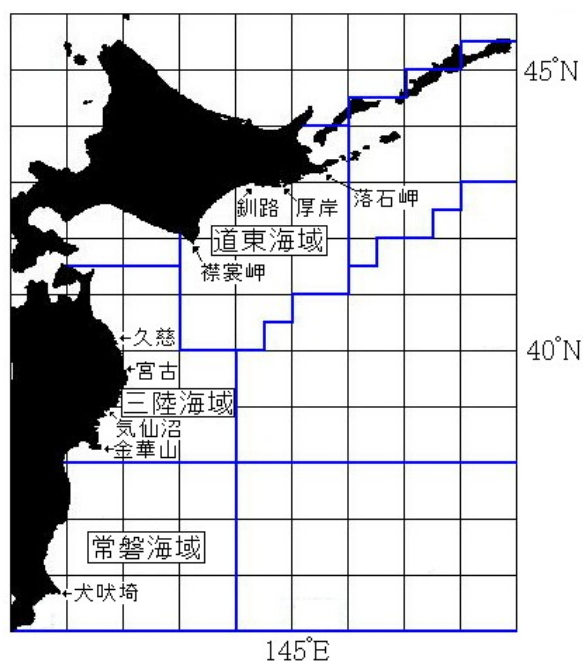 45°N
釧路
厚岸
落石岬
道東海域
襟裳岬
久慈
40°N
宮古
三陸海域
気仙沼
金華山
常磐海域
犬吠埼
145°E